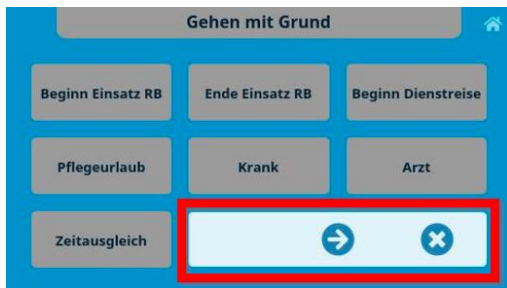 Gehen mit Grund
Beginn Einsatz RB
Ende Einsatz RB
Beginn Dienstreise
Pflegeurlaub
Krank
Arzt
Zeitausgleich